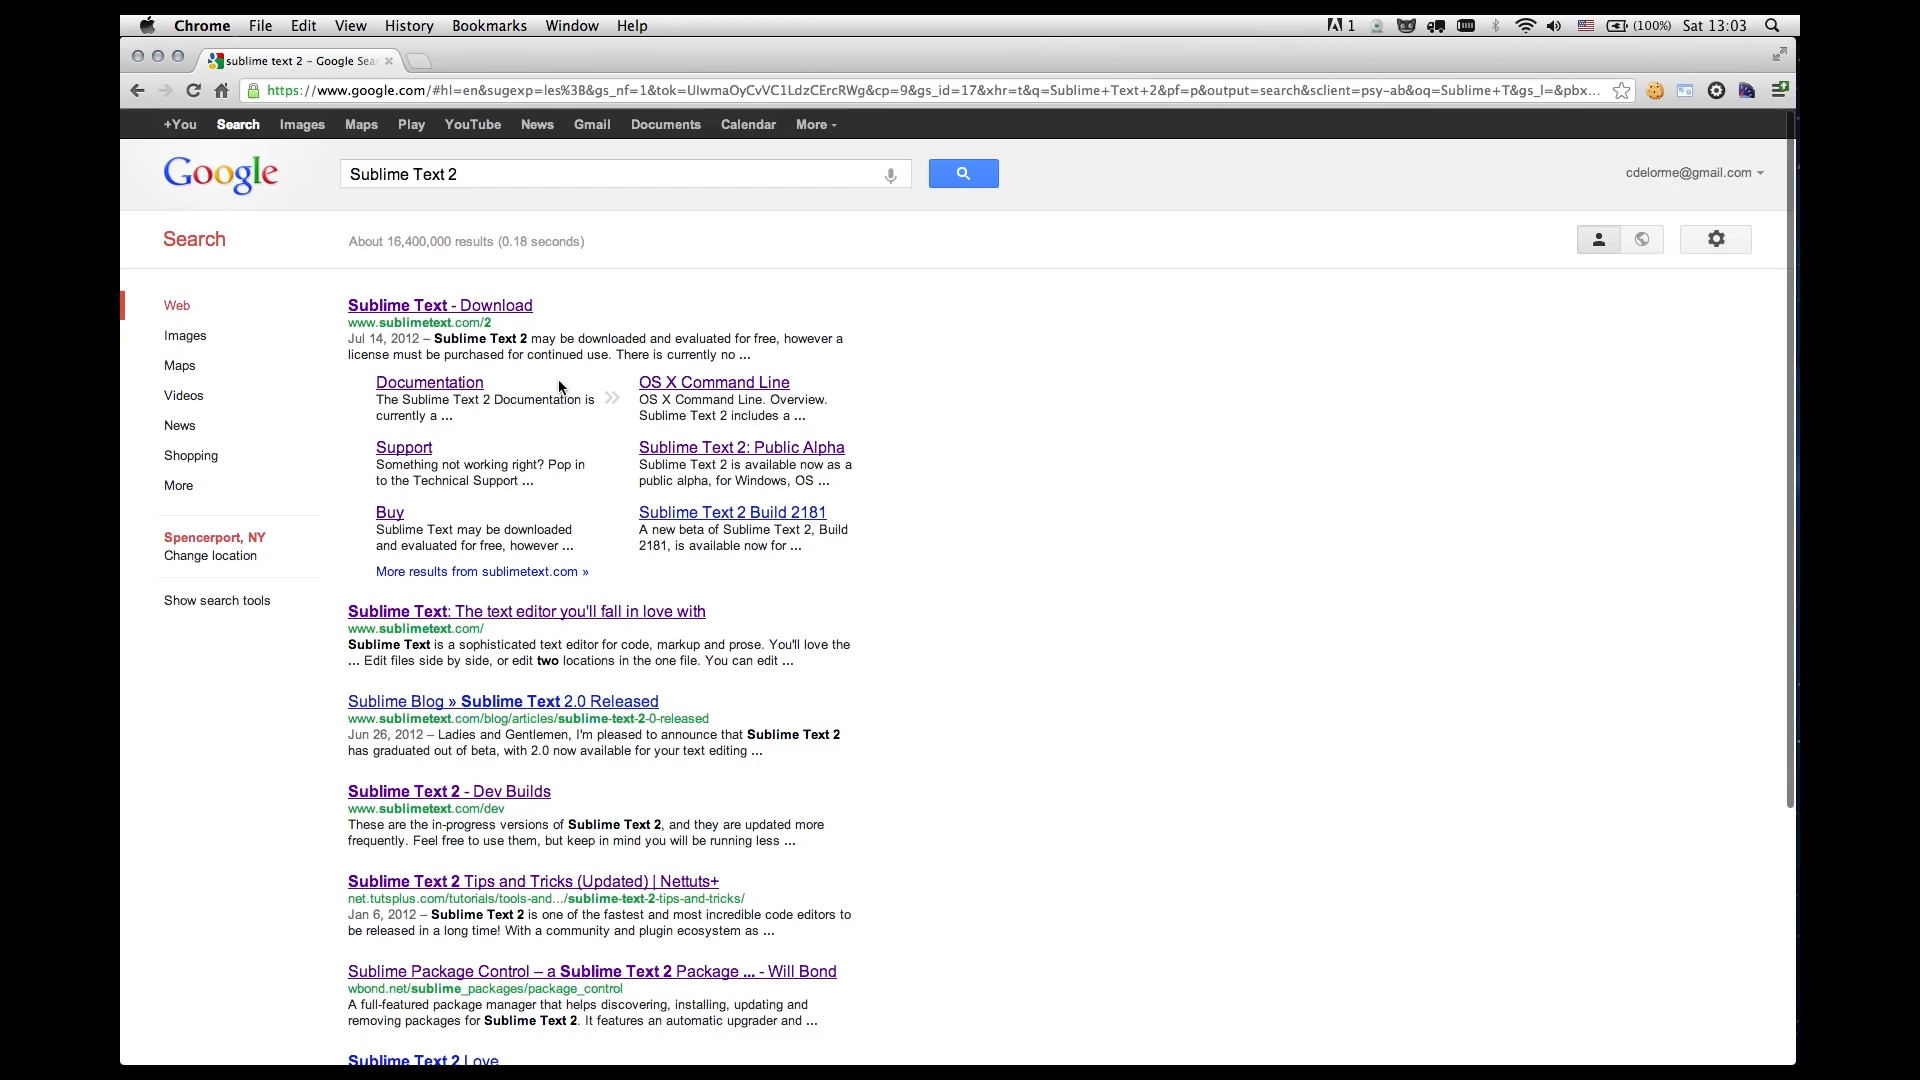 Chrome File Edit View History Bookmarks Window Help
1 (100%) Sat 13:03
sublime text 2 – Google Sea
https://www.google.com/#hl=en&sugexp=les%3B&gs_nf=1&tok=UIwmaOyCvVC1LdzCErcRWg&cp=9&gs_id=17&xhr=t&q=Sublime+Text+2&pf=p&output=search&sclient=psy-ab&oq=Sublime+T&gs_l=&pbx...
+You Search Images Maps Play YouTube News Gmail Documents Calendar More
Google
Sublime Text 2
cdelorme@gmail.com
Search
About 16,400,000 results (0.18 seconds)
Web
Images
Maps
Videos
News
Shopping
More
Spencerport, NY
Change location
Show search tools
Sublime Text - Download
www.sublimetext.com/2
Jul 14, 2012 – Sublime Text 2 may be downloaded and evaluated for free, however a
license must be purchased for continued use. There is currently no ...
Documentation
The Sublime Text 2 Documentation is
currently a ...
OS X Command Line
OS X Command Line. Overview.
Sublime Text 2 includes a ...
Support
Something not working right? Pop in
to the Technical Support ...
Sublime Text 2: Public Alpha
Sublime Text 2 is available now as a
public alpha, for Windows, OS ...
Buy
Sublime Text may be downloaded
and evaluated for free, however ...
Sublime Text 2 Build 2181
A new beta of Sublime Text 2, Build
2181, is available now for ...
More results from sublimetext.com »
Sublime Text: The text editor you'll fall in love with
www.sublimetext.com/
Sublime Text is a sophisticated text editor for code, markup and prose. You'll love the
... Edit files side by side, or edit two locations in the one file. You can edit ...
Sublime Blog » Sublime Text 2.0 Released
www.sublimetext.com/blog/articles/sublime-text-2-0-released
Jun 26, 2012 – Ladies and Gentlemen, I'm pleased to announce that Sublime Text 2
has graduated out of beta, with 2.0 now available for your text editing ...
Sublime Text 2 - Dev Builds
www.sublimetext.com/dev
These are the in-progress versions of Sublime Text 2, and they are updated more
frequently. Feel free to use them, but keep in mind you will be running less ...
Sublime Text 2 Tips and Tricks (Updated) | Nettuts+
net.tutsplus.com/tutorials/tools-and.../sublime-text-2-tips-and-tricks/
Jan 6, 2012 – Sublime Text 2 is one of the fastest and most incredible code editors to
be released in a long time! With a community and plugin ecosystem as ...
Sublime Package Control – a Sublime Text 2 Package ... - Will Bond
wbond.net/sublime_packages/package_control
A full-featured package manager that helps discovering, installing, updating and
removing packages for Sublime Text 2. It features an automatic upgrader and ...
Sublime Text 2 Love